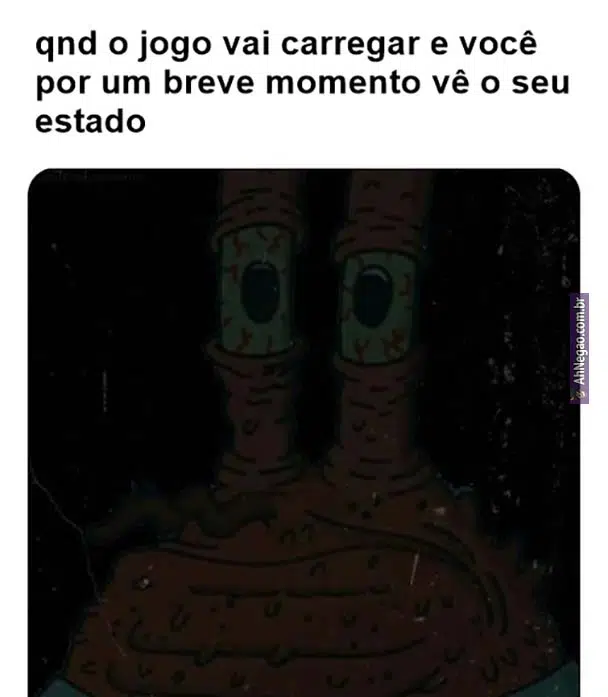 qnd o jogo vai carregar e você
por um breve momento vê o seu
estado
AhNegao.com.br